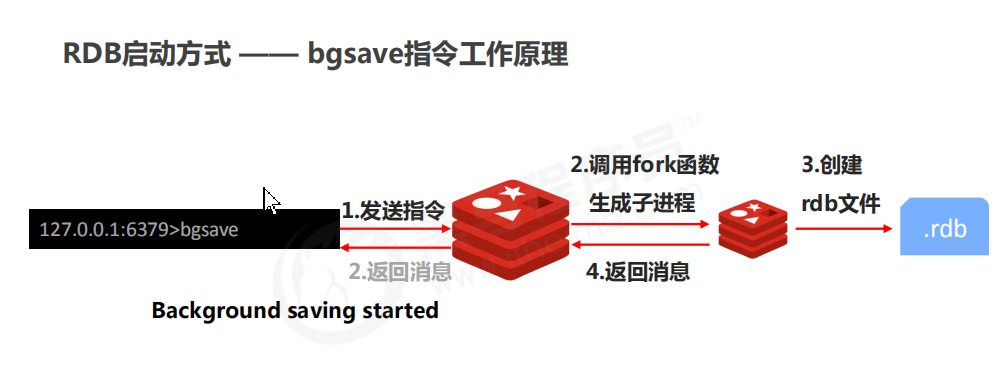 RDB启动方式 —— bgsave指令工作原理
2.调用fork函数
3.创建
1.发送指令
生成子进程
rdb文件
127.0.0.1:6379>bgsave
.rdb
2.返回消息
4.返回消息
Background saving started